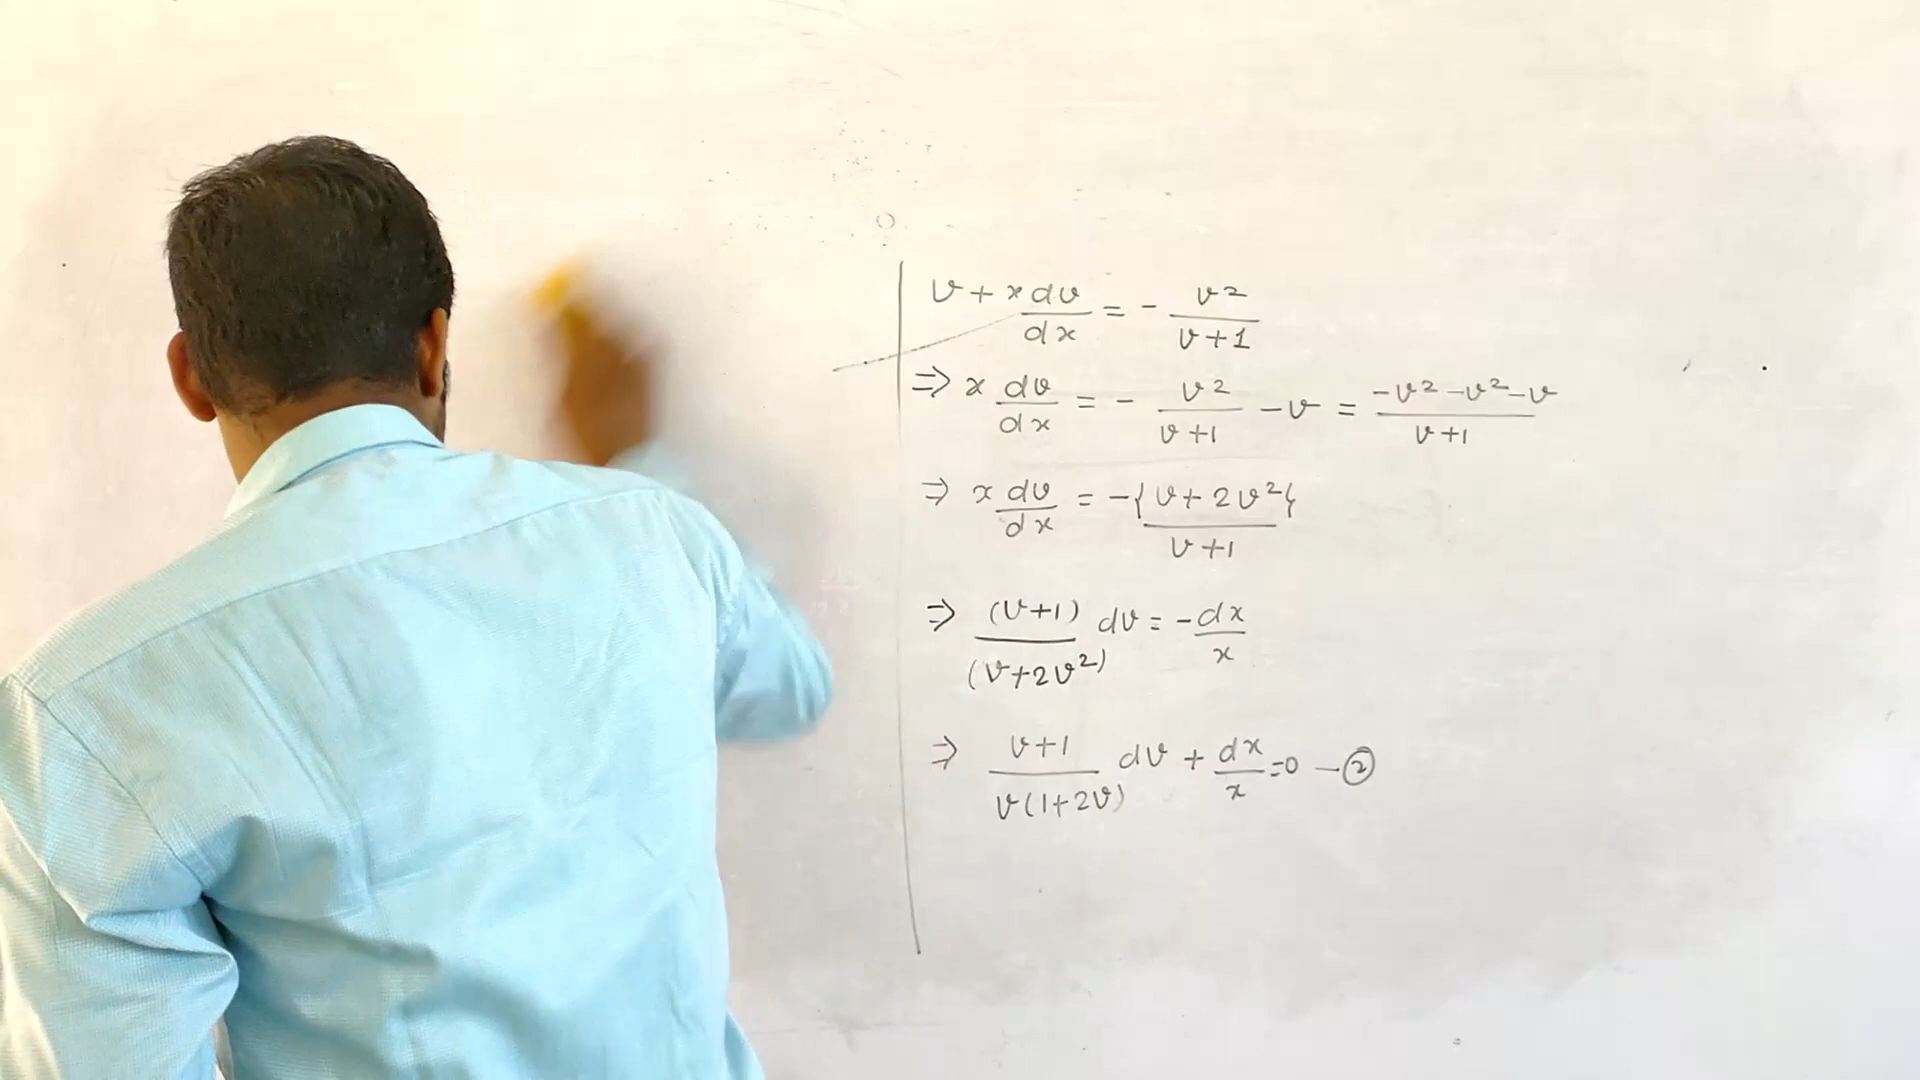 v + x dv/dx = - v²/(v+1)
⇒ x dv/dx = - v²/(v+1) - v = (-v² - v² - v)/(v+1)
⇒ x dv/dx = -{v + 2v²}/(v+1)
⇒ (v+1)/(v+2v²) dv = - dx/x
⇒ (v+1)/(v(1+2v)) dv + dx/x = 0 — ②